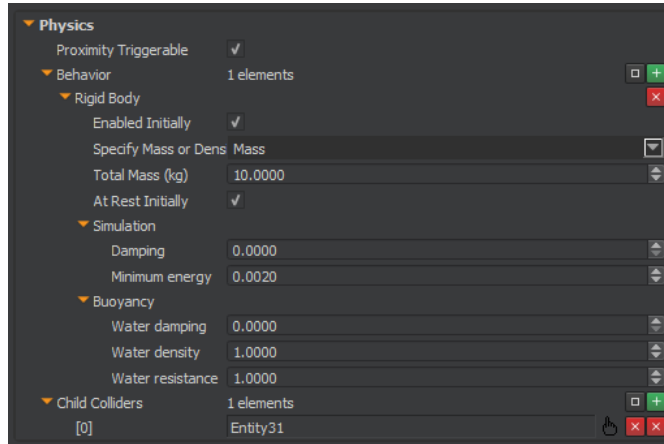 Physics
Proximity Triggerable
Behavior 1 elements
Rigid Body
Enabled Initially
Specify Mass or Dens Mass
Total Mass (kg) 10.0000
At Rest Initially
Simulation
Damping 0.0000
Minimum energy 0.0020
Buoyancy
Water damping 0.0000
Water density 1.0000
Water resistance 1.0000
Child Colliders 1 elements
[0] Entity31